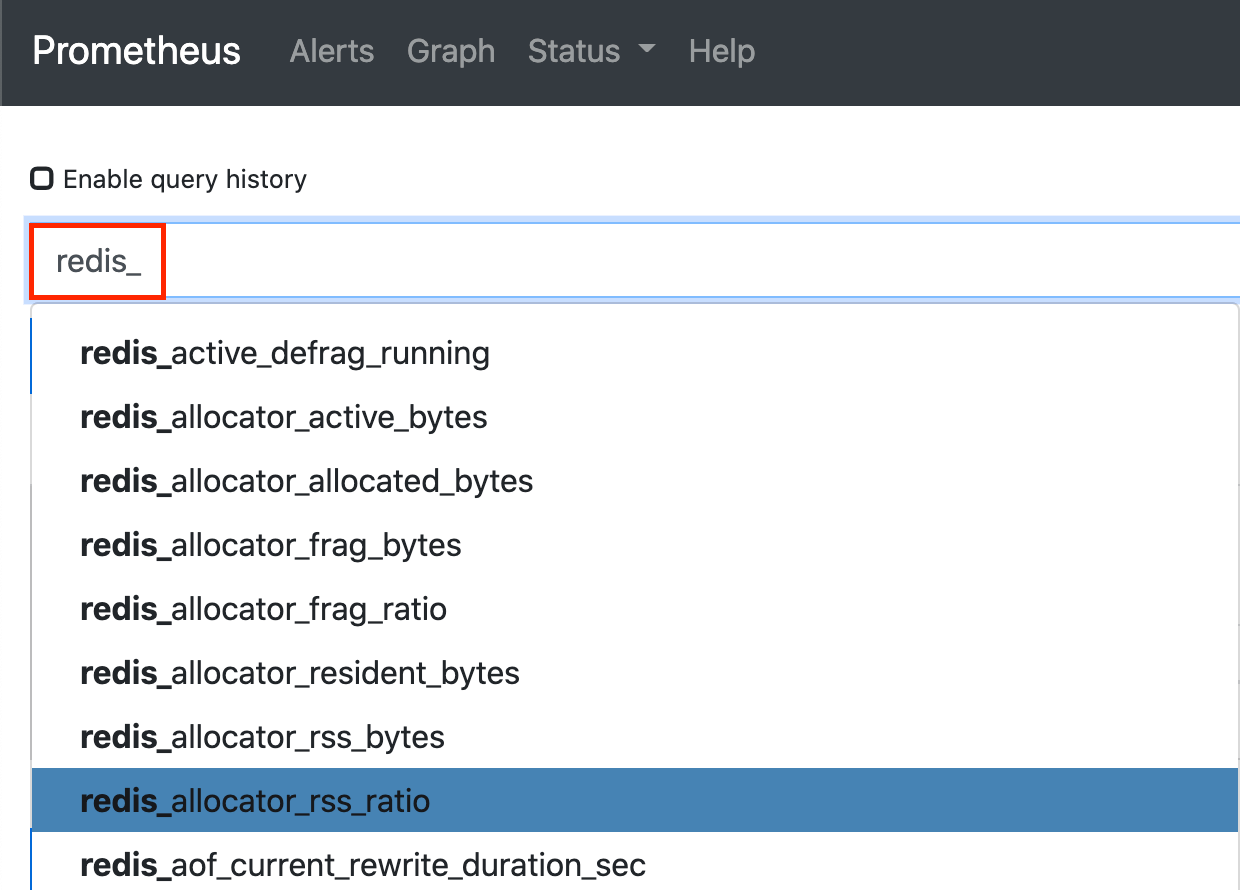 Prometheus Alerts Graph Status Help
Enable query history
redis_
redis_active_defrag_running
redis_allocator_active_bytes
redis_allocator_allocated_bytes
redis_allocator_frag_bytes
redis_allocator_frag_ratio
redis_allocator_resident_bytes
redis_allocator_rss_bytes
redis_allocator_rss_ratio
redis_aof_current_rewrite_duration_sec